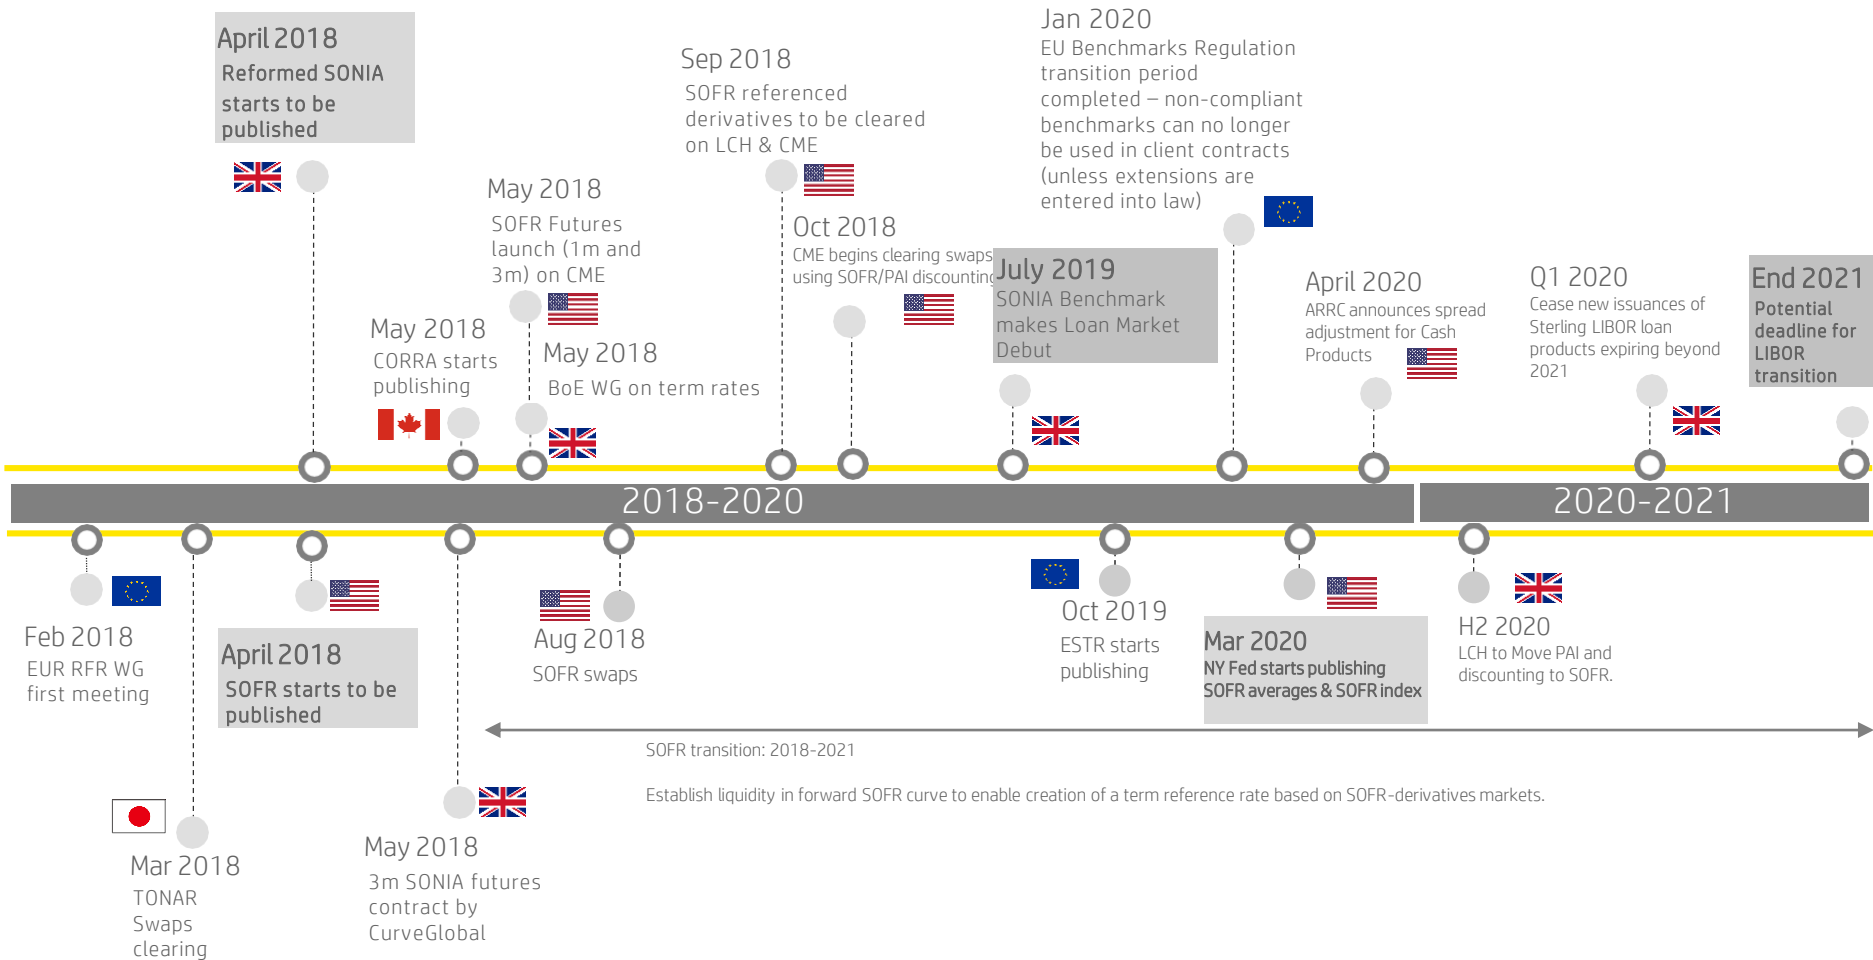 April 2018
Reformed SONIA
starts to be
published
May 2018
CORRA starts
publishing
May 2018
SOFR Futures
launch (1m and
3m) on CME
May 2018
BoE WG on term rates
Sep 2018
SOFR referenced
derivatives to be cleared
on LCH & CME
Oct 2018
CME begins clearing swaps
using SOFR/PAI discounting
July 2019
SONIA Benchmark
makes Loan Market
Debut
Jan 2020
EU Benchmarks Regulation
transition period
completed – non-compliant
benchmarks can no longer
be used in client contracts
(unless extensions are
entered into law)
April 2020
ARRC announces spread
adjustment for Cash
Products
Q1 2020
Cease new issuances of
Sterling LIBOR loan
products expiring beyond
2021
End 2021
Potential
deadline for
LIBOR
transition
2018-2020
2020-2021
Feb 2018
EUR RFR WG
first meeting
Mar 2018
TONAR
Swaps
clearing
April 2018
SOFR starts to be
published
May 2018
3m SONIA futures
contract by
CurveGlobal
Aug 2018
SOFR swaps
Oct 2019
ESTR starts
publishing
Mar 2020
NY Fed starts publishing
SOFR averages & SOFR index
H2 2020
LCH to Move PAI and
discounting to SOFR.
SOFR transition: 2018-2021
Establish liquidity in forward SOFR curve to enable creation of a term reference rate based on SOFR-derivatives markets.